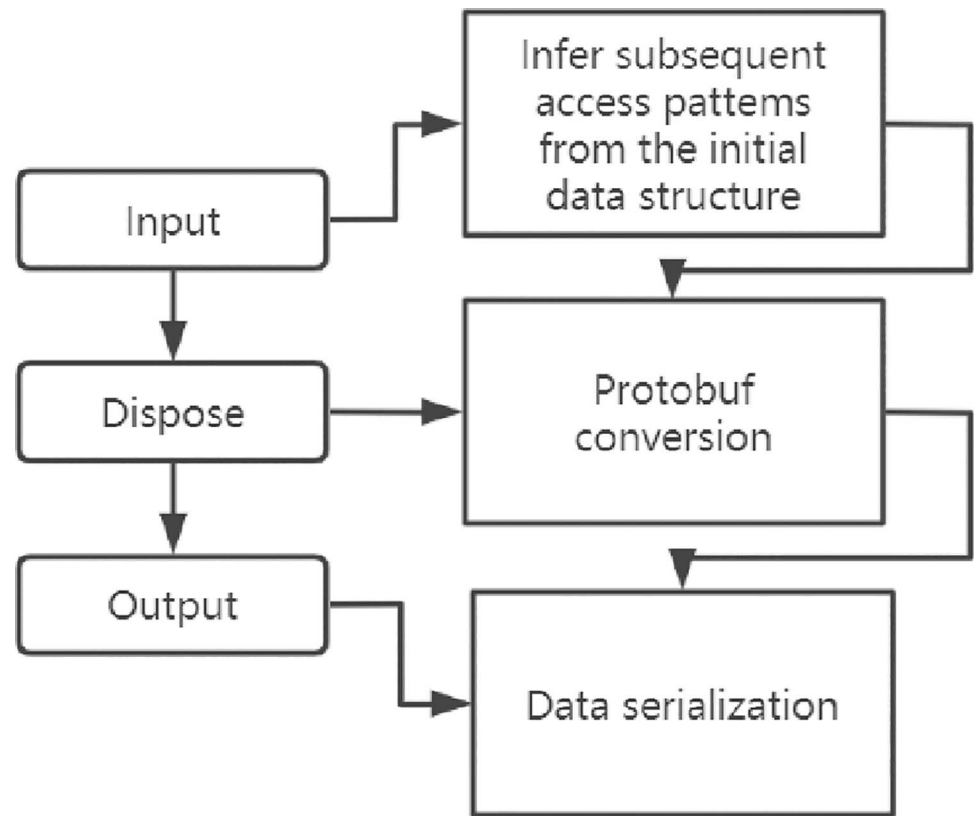 Infer subsequent
access pattems
from the initial
data structure
Input
Protobuf
conversion
Dispose
Output
Data serialization